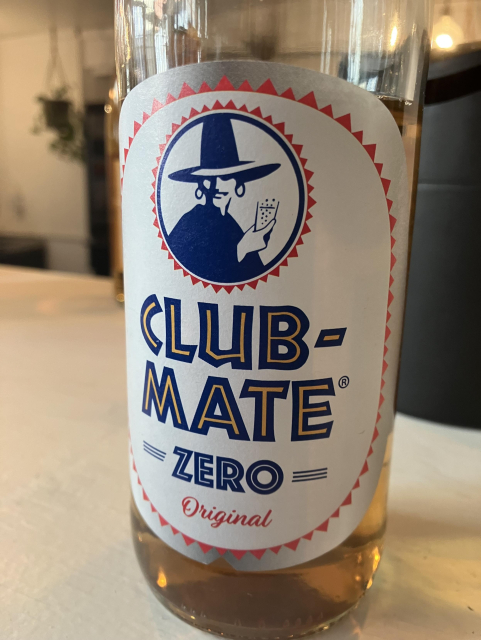 CLUB-
MATE®
ZERO
Original